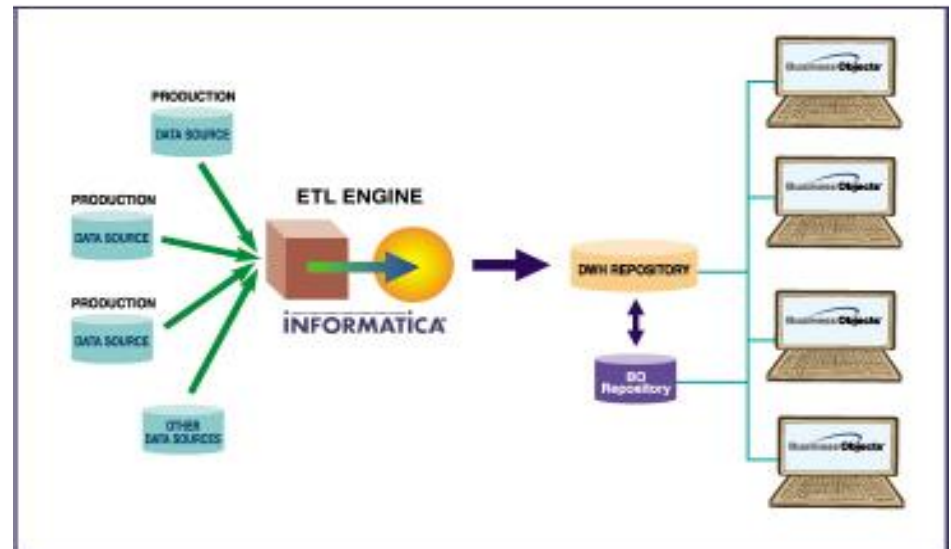 PRODUCTION
DATA SOURCE
PRODUCTION
DATA SOURCE
PRODUCTION
DATA SOURCE
OTHER
DATA SOURCES
ETL ENGINE
INFORMATICA
DWH REPOSITORY
BO
Repository
BusinessObjects
BusinessObjects
BusinessObjects
BusinessObjects